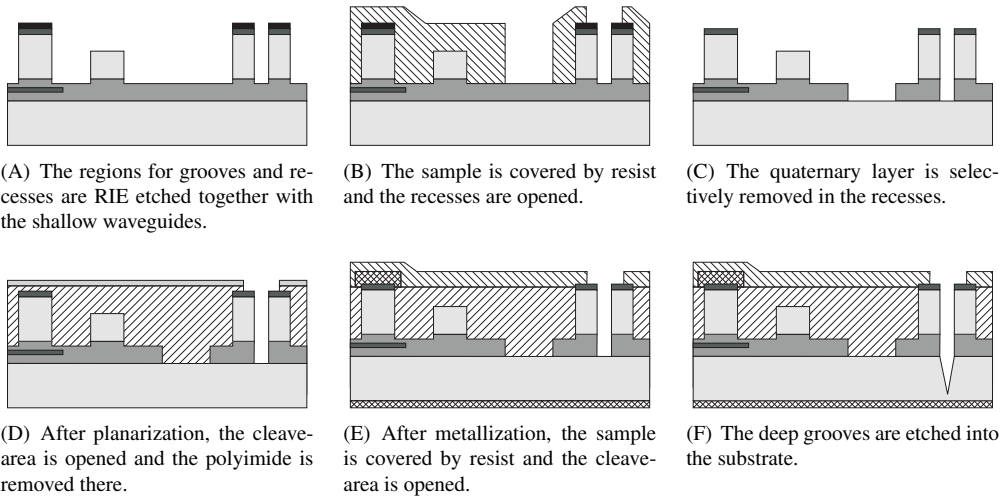 (A) The regions for grooves and re-
cesses are RIE etched together with
the shallow waveguides.
(B) The sample is covered by resist
and the recesses are opened.
(C) The quaternary layer is selec-
tively removed in the recesses.
(D) After planarization, the cleave-
area is opened and the polyimide is
removed there.
(E) After metallization, the sample
is covered by resist and the cleave-
area is opened.
(F) The deep grooves are etched into
the substrate.